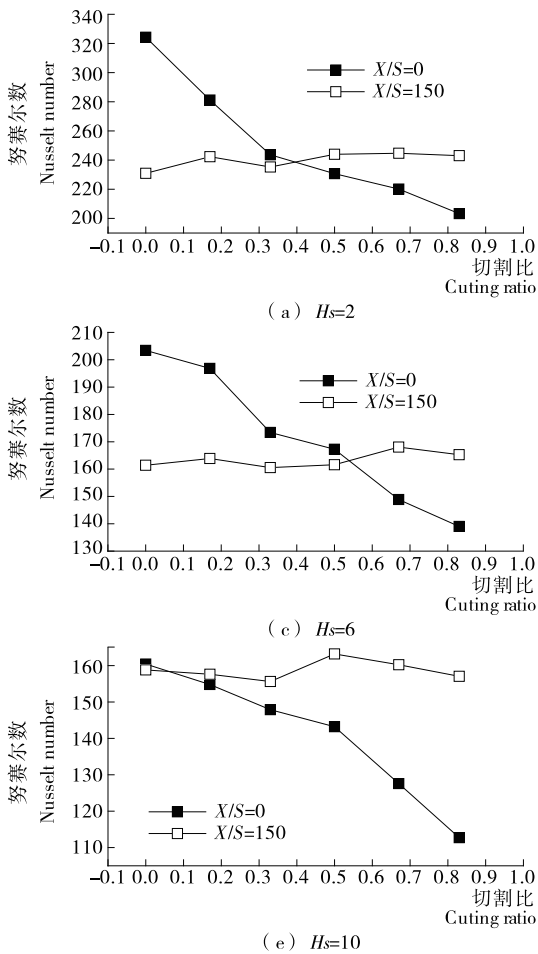 340
320
300
280
260
240
220
200
努赛尔数
Nusselt number
X/S=0
X/S=150
−0.1 0.0 0.1 0.2 0.3 0.4 0.5 0.6 0.7 0.8 0.9 1.0
切割比
Cuting ratio
(a) Hs=2
210
200
190
180
170
160
150
140
130
努赛尔数
Nusselt number
X/S=0
X/S=150
−0.1 0.0 0.1 0.2 0.3 0.4 0.5 0.6 0.7 0.8 0.9 1.0
切割比
Cuting ratio
(c) Hs=6
160
150
140
130
120
110
努赛尔数
Nusselt number
X/S=0
X/S=150
−0.1 0.0 0.1 0.2 0.3 0.4 0.5 0.6 0.7 0.8 0.9 1.0
切割比
Cuting ratio
(e) Hs=10